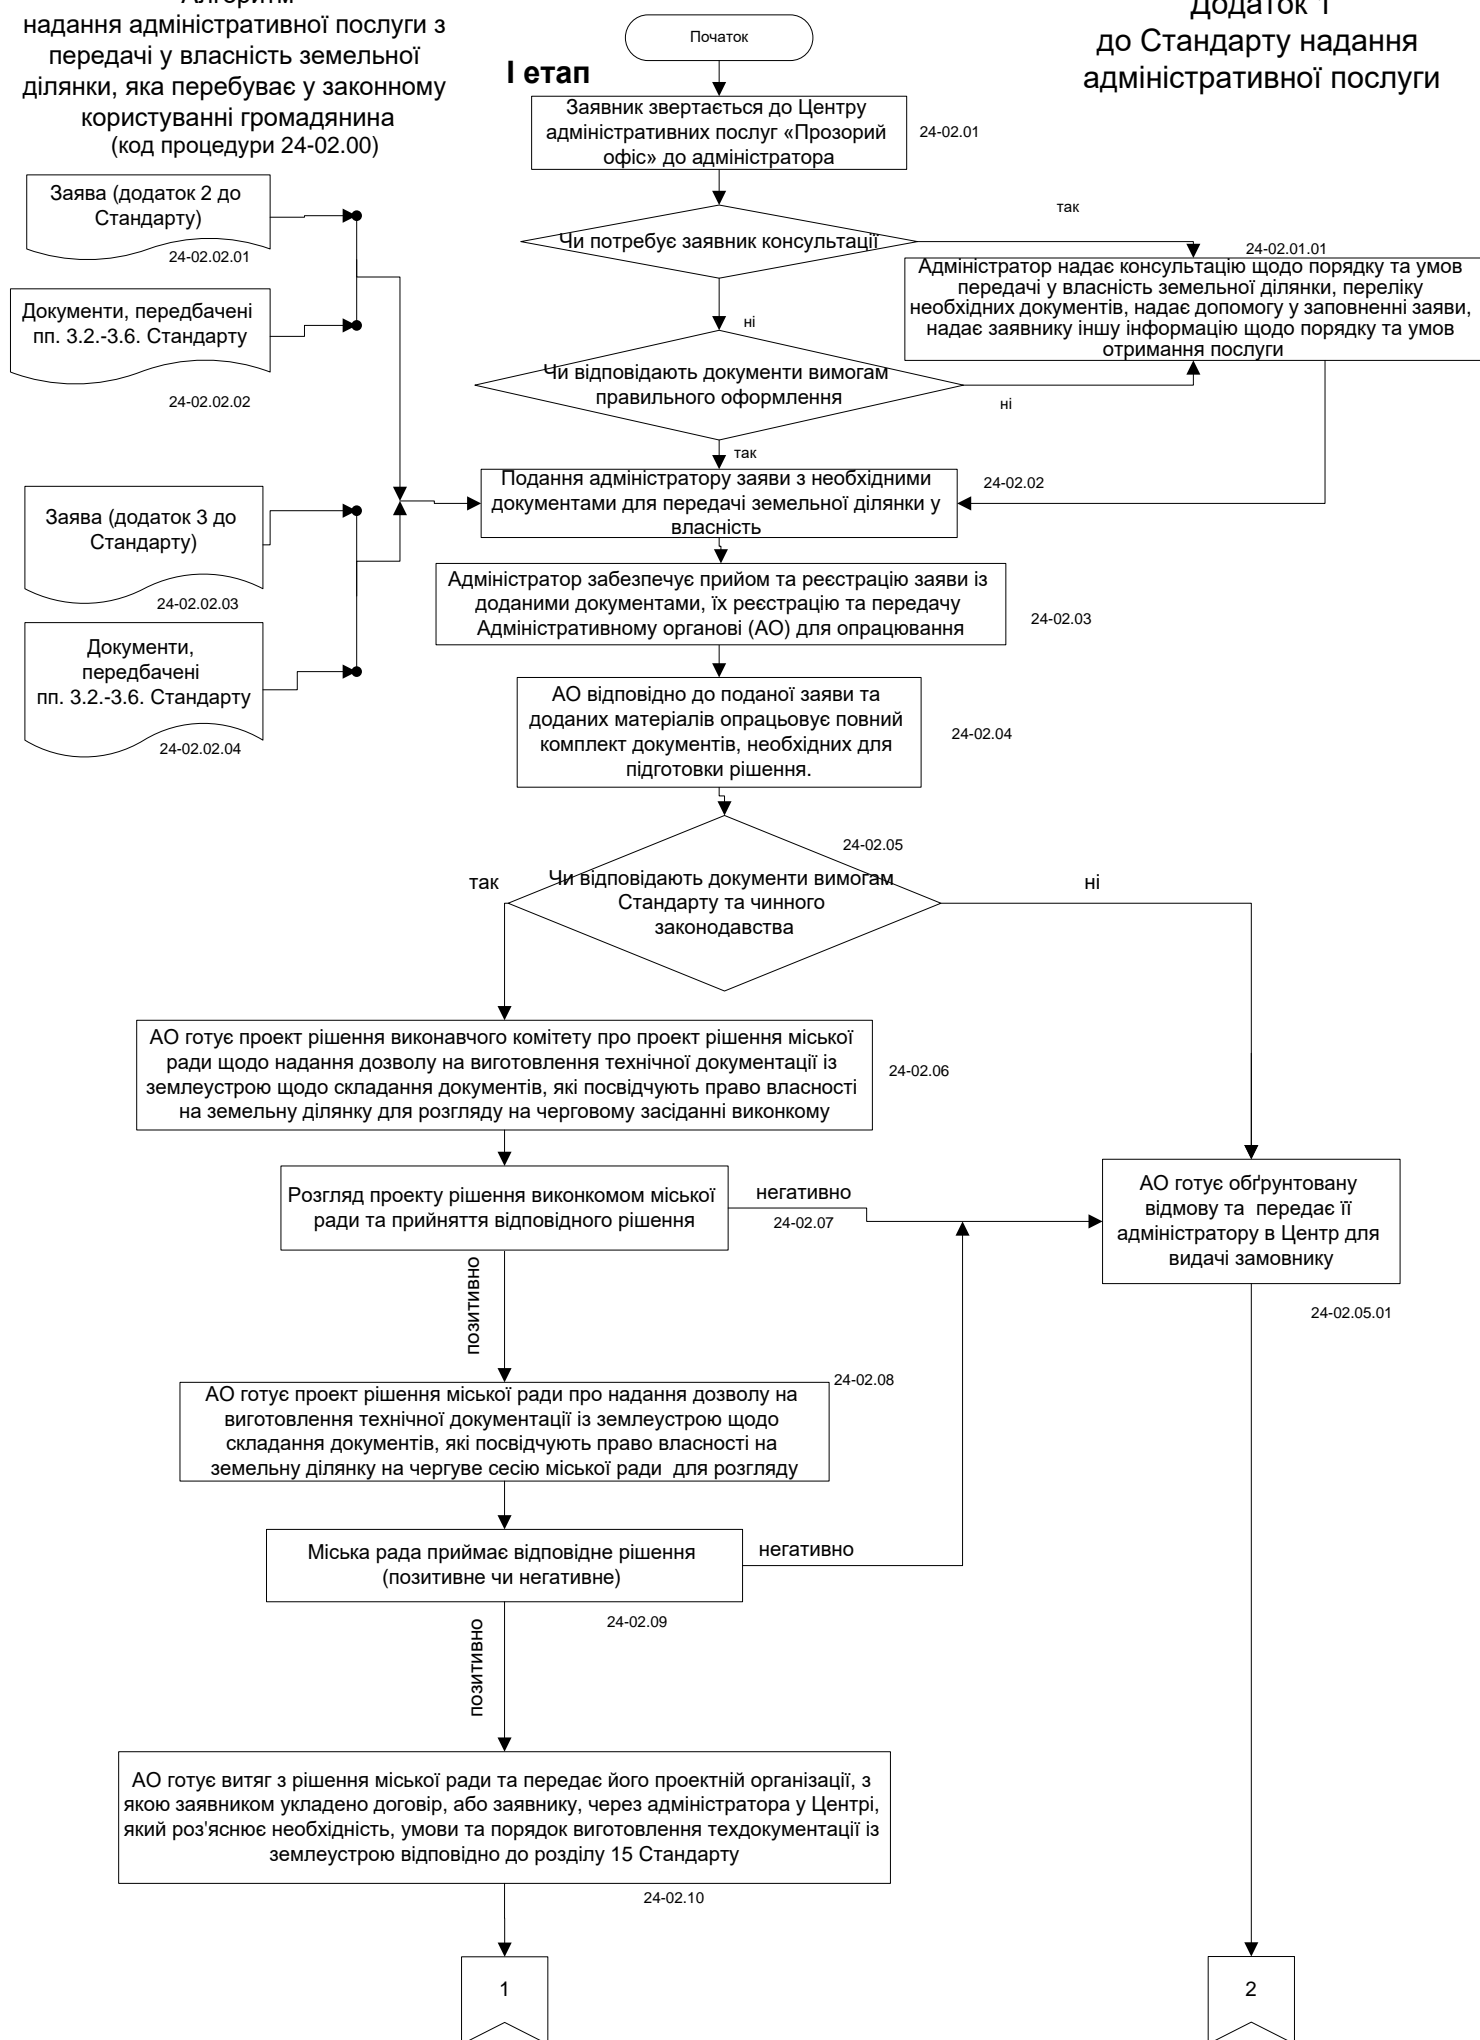 Алгоритм
надання адміністративної послуги з
передачі у власність земельної
ділянки, яка перебуває у законному
користуванні громадянина
(код процедури 24-02.00)
Додаток 1
до Стандарту надання
адміністративної послуги
Початок
І етап
Заявник звертається до Центру
адміністративних послуг «Прозорий
офіс» до адміністратора
24-02.01
Заява (додаток 2 до
Стандарту)
24-02.02.01
Чи потребує заявник консультації
так
24-02.01.01
Адміністратор надає консультацію щодо порядку та умов
передачі у власність земельної ділянки, переліку
необхідних документів, надає допомогу у заповненні заяви,
надає заявнику іншу інформацію щодо порядку та умов
отримання послуги
Документи, передбачені
пп. 3.2.-3.6. Стандарту
24-02.02.02
ні
Чи відповідають документи вимогам
правильного оформлення
ні
так
Подання адміністратору заяви з необхідними
документами для передачі земельної ділянки у
власність
24-02.02
Заява (додаток 3 до
Стандарту)
24-02.02.03
Адміністратор забезпечує прийом та реєстрацію заяви із
доданими документами, їх реєстрацію та передачу
Адміністративному органові (АО) для опрацювання
24-02.03
Документи,
передбачені
пп. 3.2.-3.6. Стандарту
24-02.02.04
АО відповідно до поданої заяви та
доданих матеріалів опрацьовує повний
комплект документів, необхідних для
підготовки рішення.
24-02.04
24-02.05
так
Чи відповідають документи вимогам
Стандарту та чинного
законодавства
ні
АО готує проект рішення виконавчого комітету про проект рішення міської
ради щодо надання дозволу на виготовлення технічної документації із
землеустрою щодо складання документів, які посвідчують право власності
на земельну ділянку для розгляду на черговому засіданні виконкому
24-02.06
Розгляд проекту рішення виконкомом міської
ради та прийняття відповідного рішення
негативно
24-02.07
АО готує обґрунтовану
відмову та  передає її
адміністратору в Центр для
видачі замовнику
24-02.05.01
позитивно
24-02.08
АО готує проект рішення міської ради про надання дозволу на
виготовлення технічної документації із землеустрою щодо
складання документів, які посвідчують право власності на
земельну ділянку на чергуве сесію міської ради  для розгляду
Міська рада приймає відповідне рішення
(позитивне чи негативне)
негативно
24-02.09
позитивно
АО готує витяг з рішення міської ради та передає його проектній організації, з
якою заявником укладено договір, або заявнику, через адміністратора у Центрі,
який роз'яснює необхідність, умови та порядок виготовлення техдокументації із
землеустрою відповідно до розділу 15 Стандарту
24-02.10
1
2